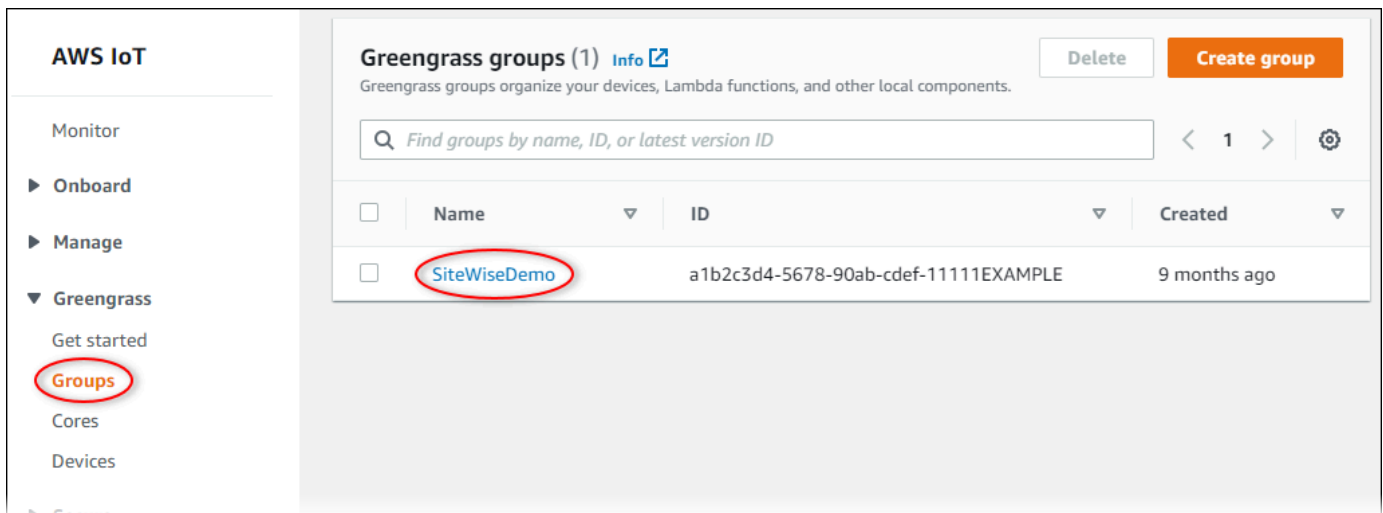 AWS IoT
Monitor
Onboard
Manage
Greengrass
Get started
Groups
Cores
Devices
Greengrass groups (1) Info
Delete
Create group
Greengrass groups organize your devices, Lambda functions, and other local components.
Find groups by name, ID, or latest version ID
1
Name ID Created
SiteWiseDemo a1b2c3d4-5678-90ab-cdef-11111EXAMPLE 9 months ago